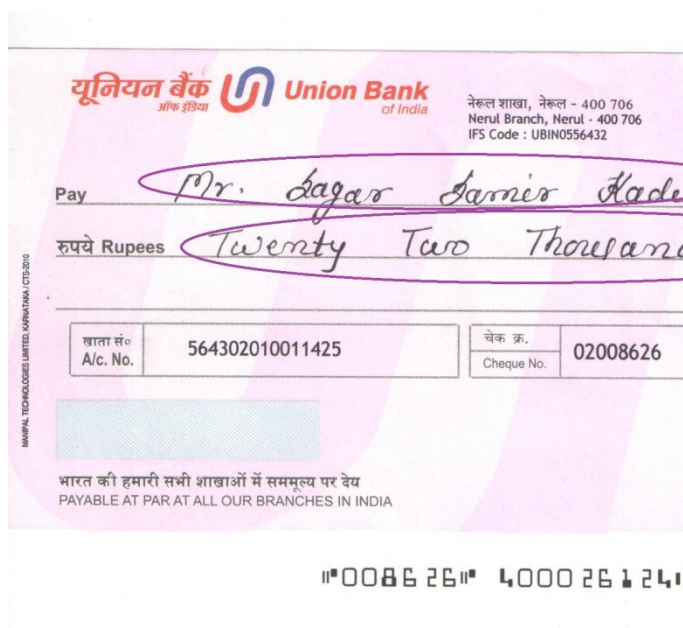 यूनियन बैंक
ऑफ इंडिया
Union Bank
of India
नेरूल शाखा, नेरूल - 400 706
Nerul Branch, Nerul - 400 706
IFS Code : UBIN0556432
Pay Mr. Sagar Samir Kade
रुपये Rupees Twenty Two Thousand
खाता सं०
A/c. No.
564302010011425
चेक क्र.
Cheque No.
02008626
MANIPAL TECHNOLOGIES LIMITED, KARNATAKA / CTS-2010
भारत की हमारी सभी शाखाओं में सममूल्य पर देय
PAYABLE AT PAR AT ALL OUR BRANCHES IN INDIA
⑈008626⑈ 400026124